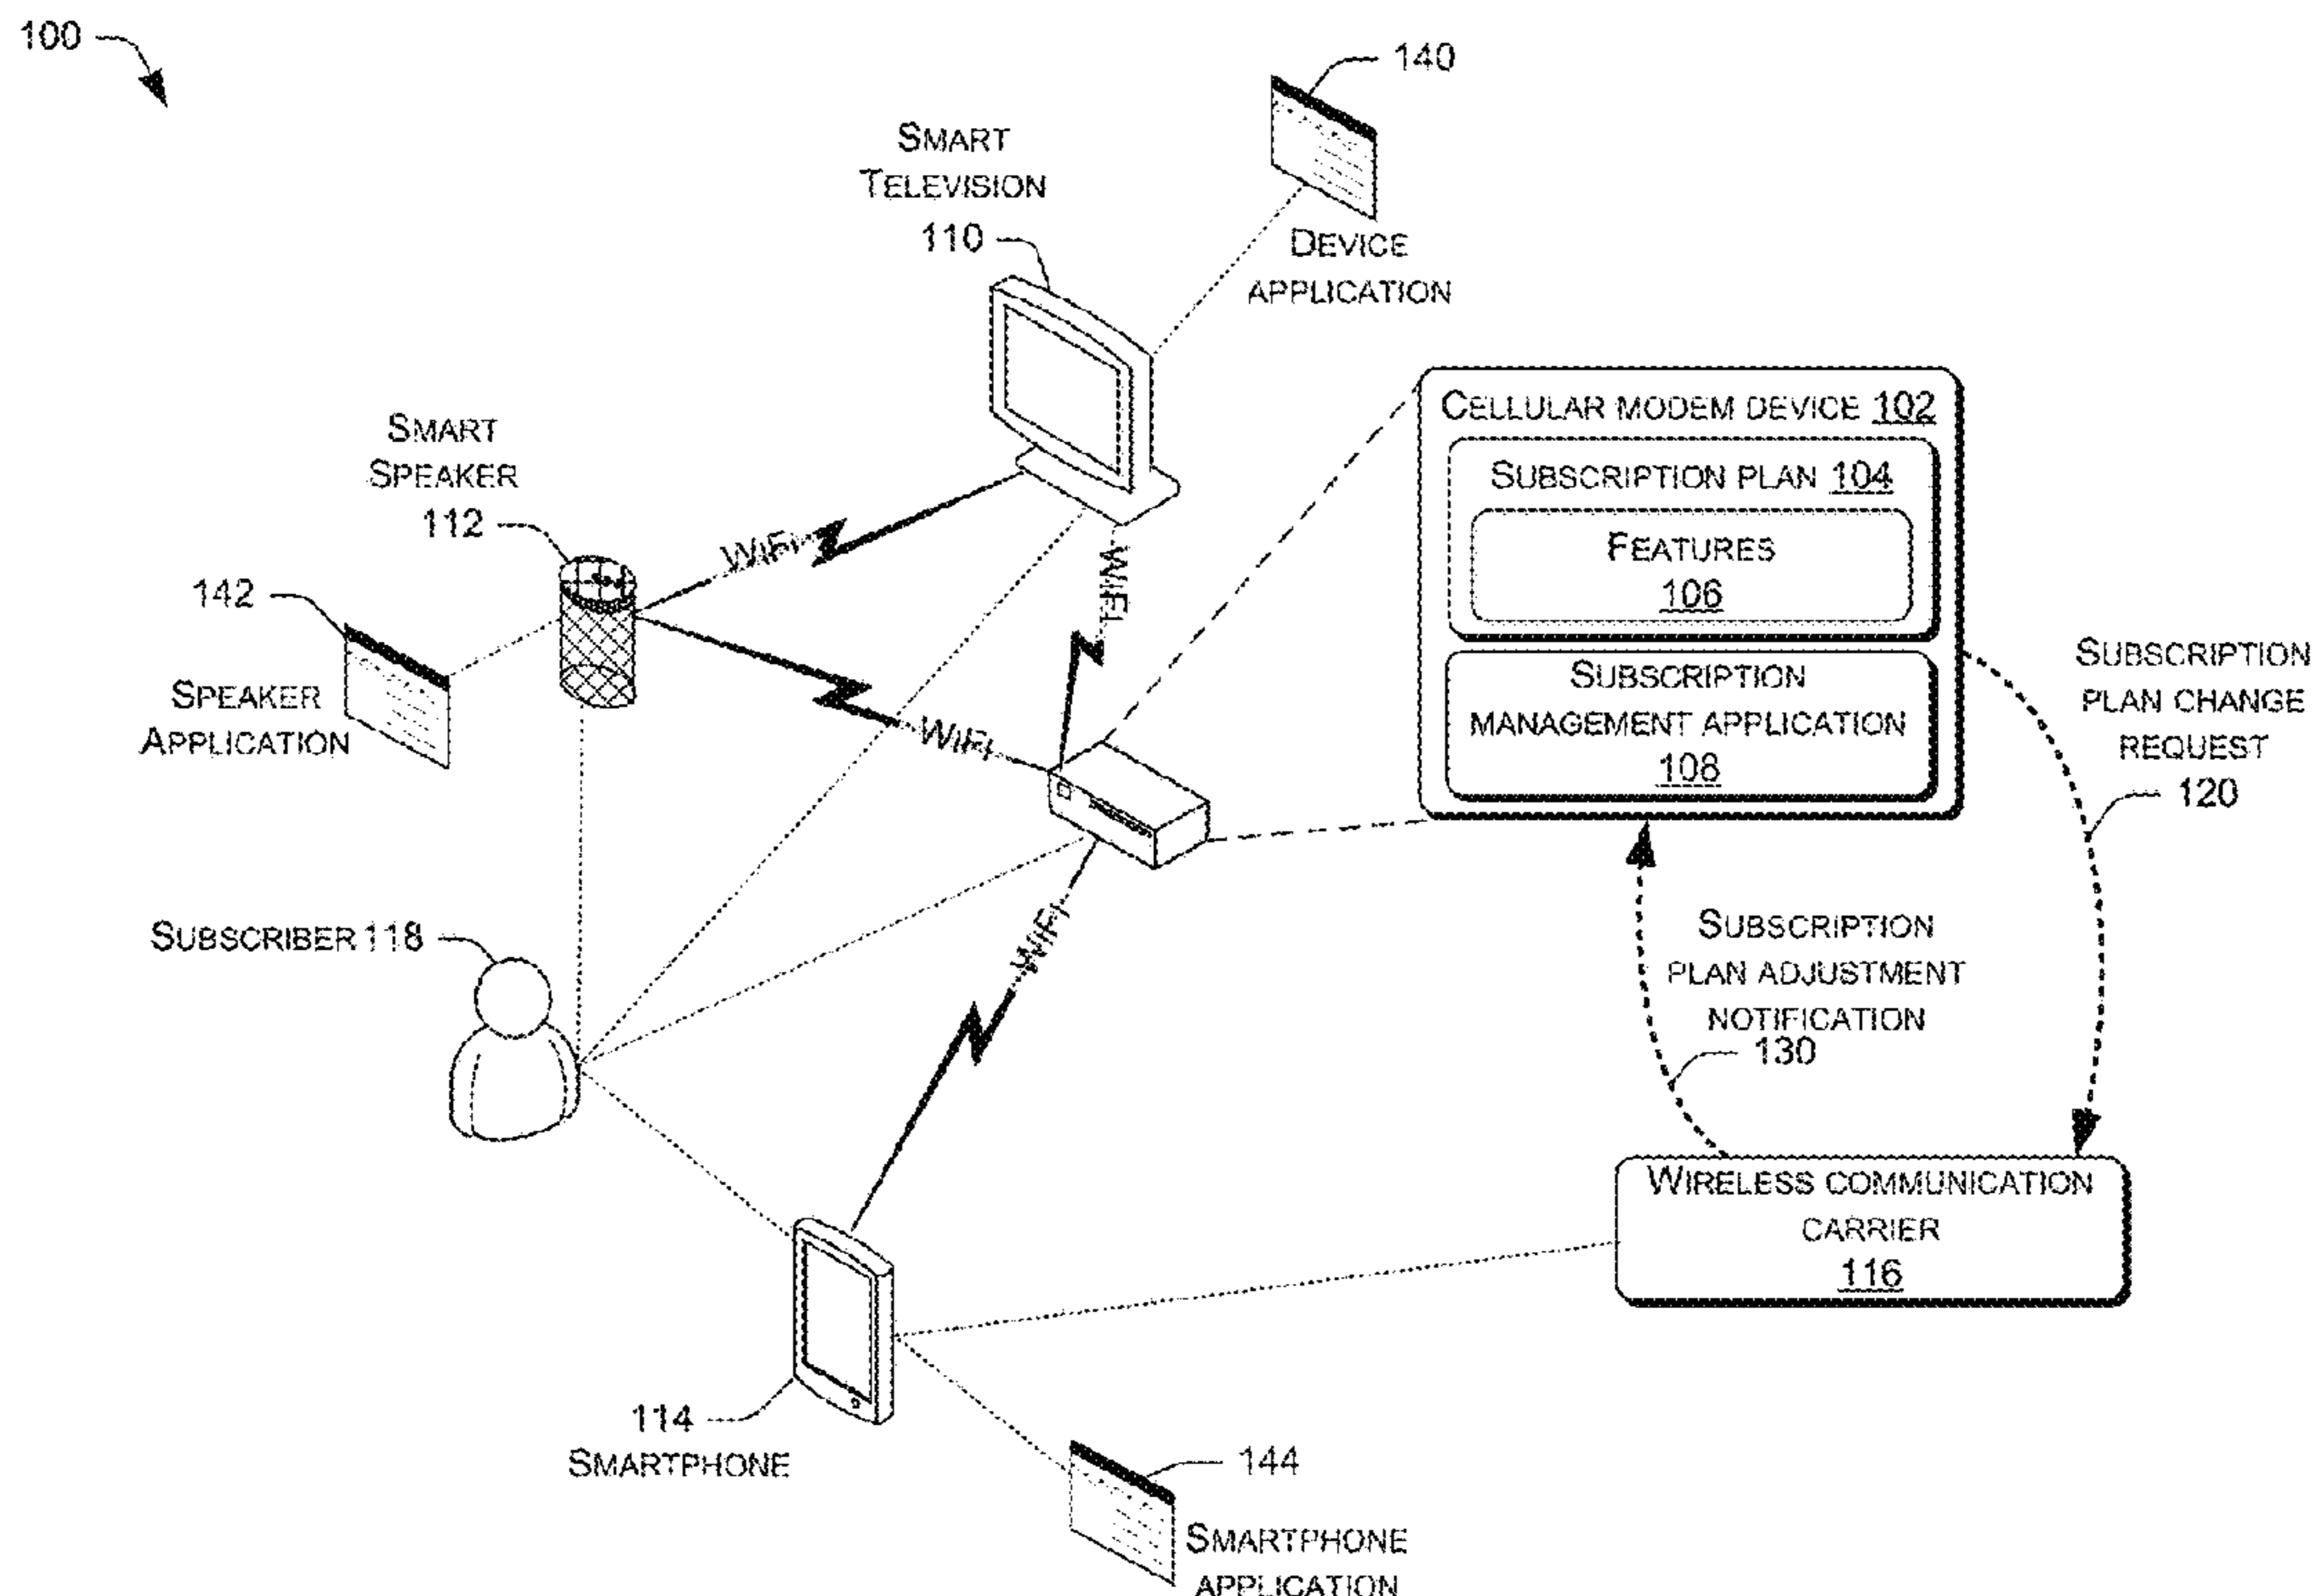 100
140
SMART
TELEVISION
110
DEVICE
APPLICATION
CELLULAR MODEM DEVICE 102
SUBSCRIPTION PLAN 104
FEATURES
106
SUBSCRIPTION
MANAGEMENT APPLICATION
108
SMART
SPEAKER
112
WIFI
WIFI
142
SPEAKER
APPLICATION
WIFI
SUBSCRIPTION
PLAN CHANGE
REQUEST
120
SUBSCRIBER 118
WIFI
SUBSCRIPTION
PLAN ADJUSTMENT
NOTIFICATION
130
WIRELESS COMMUNICATION
CARRIER
116
114
SMARTPHONE
144
SMARTPHONE
APPLICATION